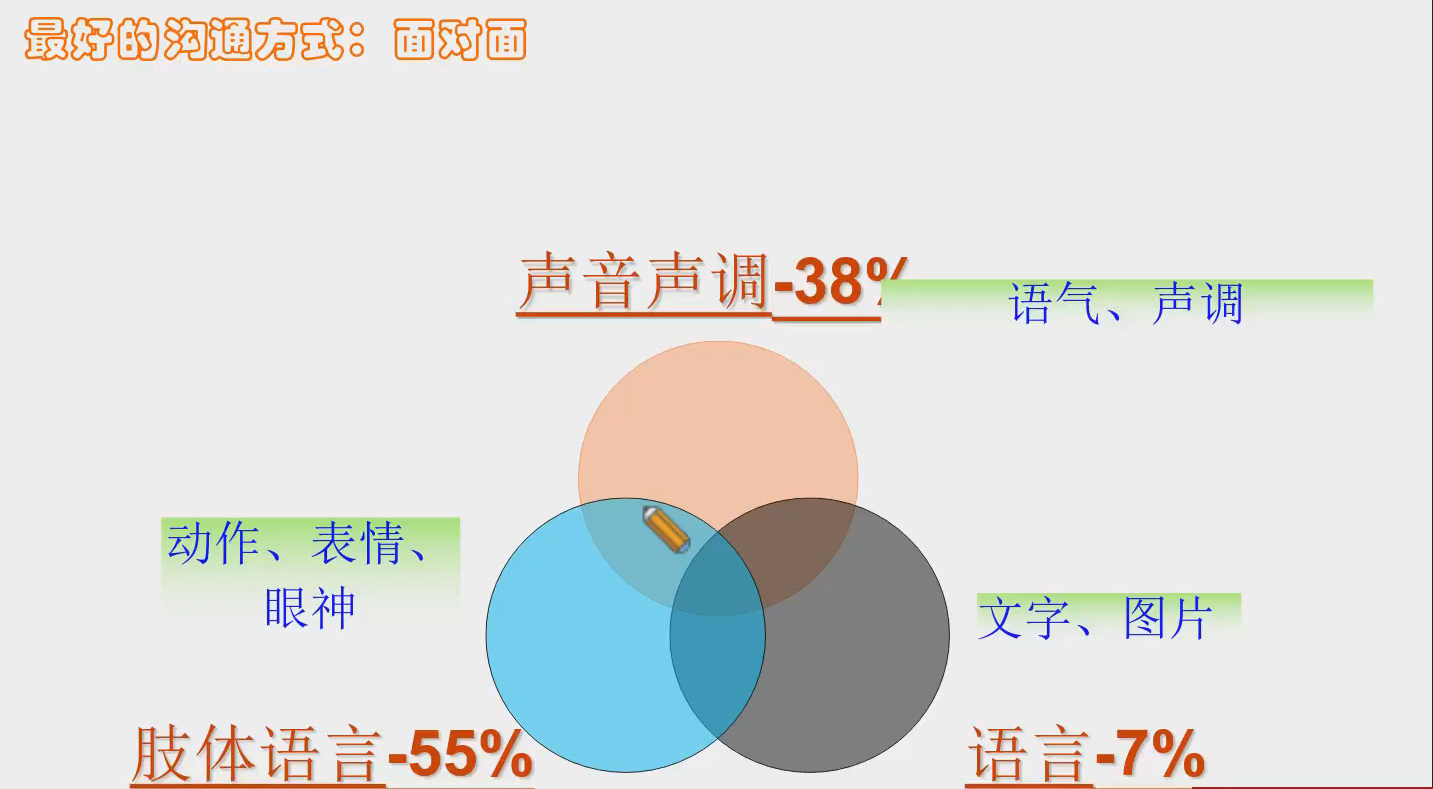 最好的沟通方式：面对面
声音声调-38%
语气、声调
动作、表情、
眼神
文字、图片
肢体语言-55%
语言-7%